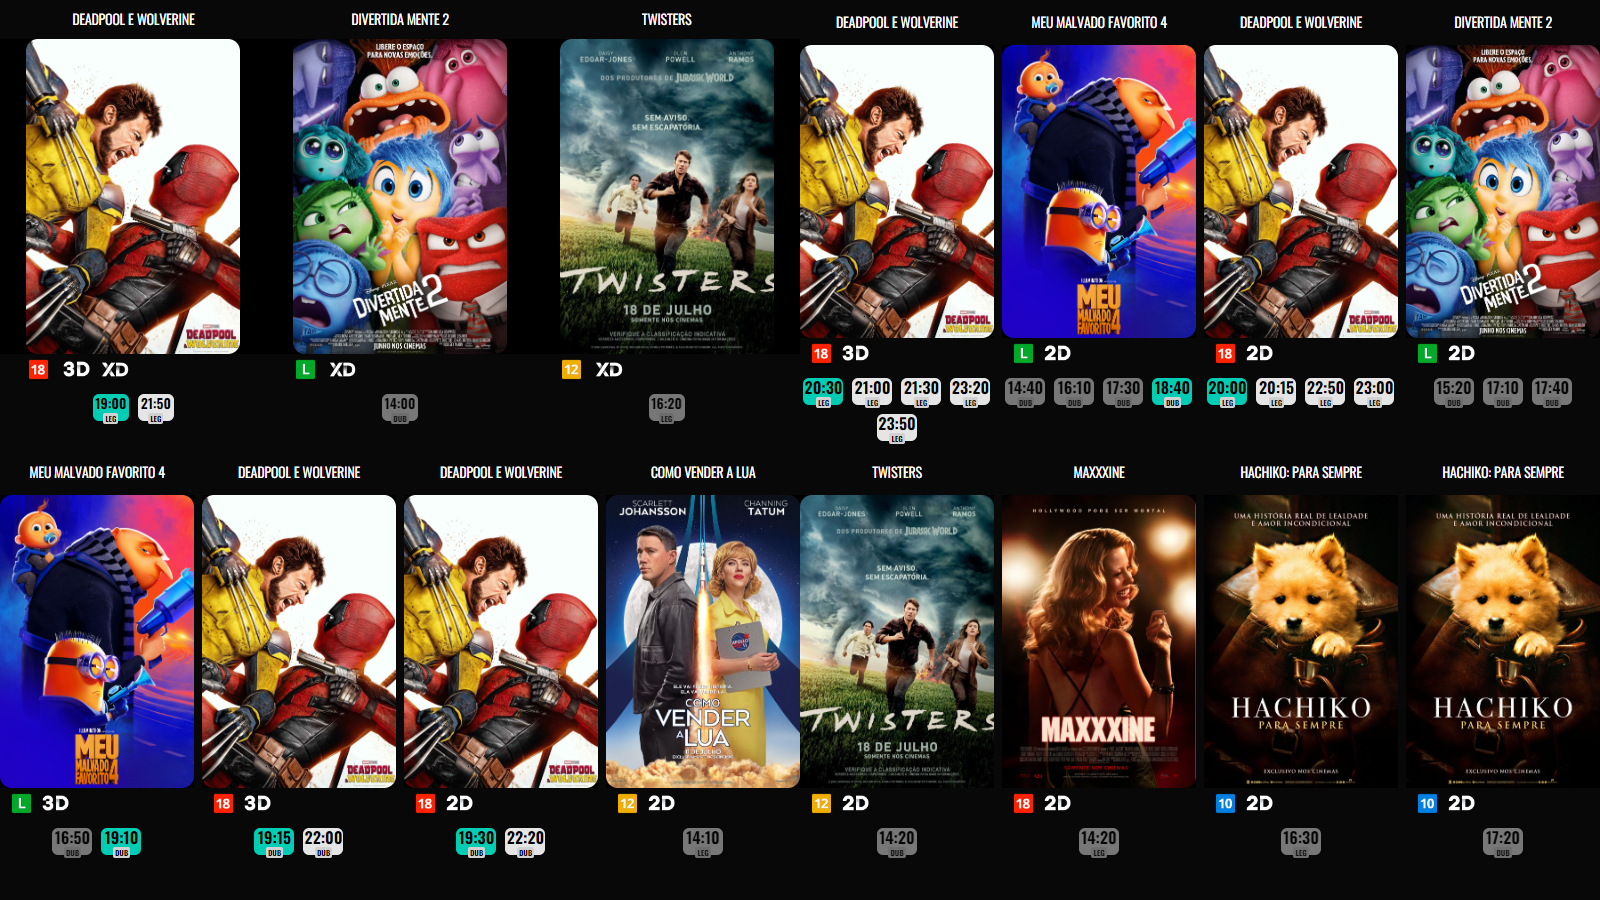 DEADPOOL E WOLVERINE
DIVERTIDA MENTE 2
TWISTERS
DEADPOOL E WOLVERINE
MEU MALVADO FAVORITO 4
DEADPOOL E WOLVERINE
DIVERTIDA MENTE 2
DEADPOOL
& WOLVERINE
18 3D XD
19:00 LEG 21:50 LEG
LIBERE O ESPAÇO
PARA NOVAS EMOÇÕES.
DIVERTIDA
MENTE 2
JUNHO NOS CINEMAS
L XD
14:00 DUB
DAISY EDGAR-JONES GLEN POWELL ANTHONY RAMOS
DOS PRODUTORES DE JURASSIC WORLD
SEM AVISO.
SEM ESCAPATÓRIA.
TWISTERS
18 DE JULHO
SOMENTE NOS CINEMAS
VERIFIQUE A CLASSIFICAÇÃO INDICATIVA
12 XD
16:20 LEG
DEADPOOL
& WOLVERINE
18 3D
20:30 LEG 21:00 LEG 21:30 LEG 23:20 LEG
23:50 LEG
MEU
MALVADO
FAVORITO 4
L 2D
14:40 DUB 16:10 DUB 17:30 DUB 18:40 DUB
DEADPOOL
& WOLVERINE
18 2D
20:00 LEG 20:15 LEG 22:50 LEG 23:00 LEG
LIBERE O ESPAÇO
PARA NOVAS EMOÇÕES.
DIVERTIDA
MENTE 2
JUNHO NOS CINEMAS
L 2D
15:20 DUB 17:10 DUB 17:40 DUB
MEU MALVADO FAVORITO 4
DEADPOOL E WOLVERINE
DEADPOOL E WOLVERINE
COMO VENDER A LUA
TWISTERS
MAXXXINE
HACHIKO: PARA SEMPRE
HACHIKO: PARA SEMPRE
MEU
MALVADO
FAVORITO 4
L 3D
16:50 DUB 19:10 DUB
DEADPOOL
& WOLVERINE
18 3D
19:15 DUB 22:00 DUB
DEADPOOL
& WOLVERINE
18 2D
19:30 DUB 22:20 DUB
SCARLETT JOHANSSON CHANNING TATUM
APOLLO
COMO
VENDER
A LUA
12 2D
14:10 LEG
DAISY EDGAR-JONES GLEN POWELL ANTHONY RAMOS
DOS PRODUTORES DE JURASSIC WORLD
SEM AVISO.
SEM ESCAPATÓRIA.
TWISTERS
18 DE JULHO
SOMENTE NOS CINEMAS
VERIFIQUE A CLASSIFICAÇÃO INDICATIVA
12 2D
14:20 DUB
HOLLYWOOD PODE SER MORTAL
MAXXXINE
SOMENTE NOS CINEMAS
18 2D
14:20 LEG
UMA HISTÓRIA REAL DE LEALDADE
E AMOR INCONDICIONAL
HACHIKO
PARA SEMPRE
EXCLUSIVO NOS CINEMAS
10 2D
16:30 LEG
UMA HISTÓRIA REAL DE LEALDADE
E AMOR INCONDICIONAL
HACHIKO
PARA SEMPRE
EXCLUSIVO NOS CINEMAS
10 2D
17:20 DUB